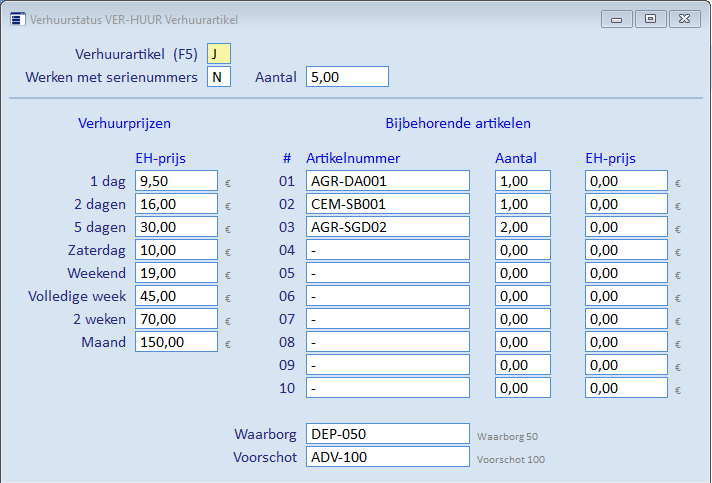 Verhuurstatus VER-HUUR Verhuurartikel
Verhuurartikel (F5) J
Werken met serienummers N Aantal 5,00
Verhuurprijzen Bijbehorende artikelen
EH-prijs # Artikelnummer Aantal EH-prijs
1 dag 9,50 € 01 AGR-DA001 1,00 0,00 €
2 dagen 16,00 € 02 CEM-SB001 1,00 0,00 €
5 dagen 30,00 € 03 AGR-SGD02 2,00 0,00 €
Zaterdag 10,00 € 04 - 0,00 0,00 €
Weekend 19,00 € 05 - 0,00 0,00 €
Volledige week 45,00 € 06 - 0,00 0,00 €
2 weken 70,00 € 07 - 0,00 0,00 €
Maand 150,00 € 08 - 0,00 0,00 €
09 - 0,00 0,00 €
10 - 0,00 0,00 €
Waarborg DEP-050 Waarborg 50
Voorschot ADV-100 Voorschot 100